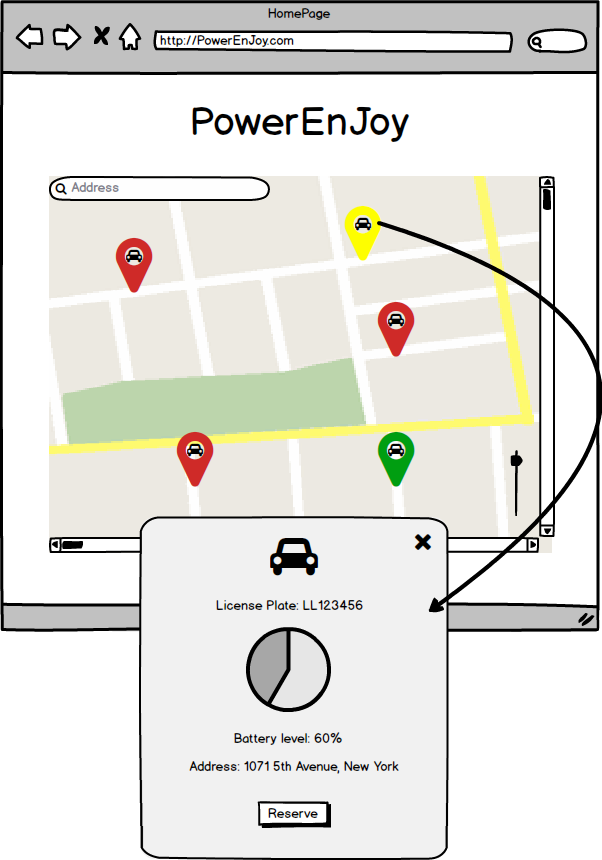 HomePage
http://PowerEnJoy.com
PowerEnJoy
Address
License Plate: LL123456
Battery level: 60%
Address: 1071 5th Avenue, New York
Reserve